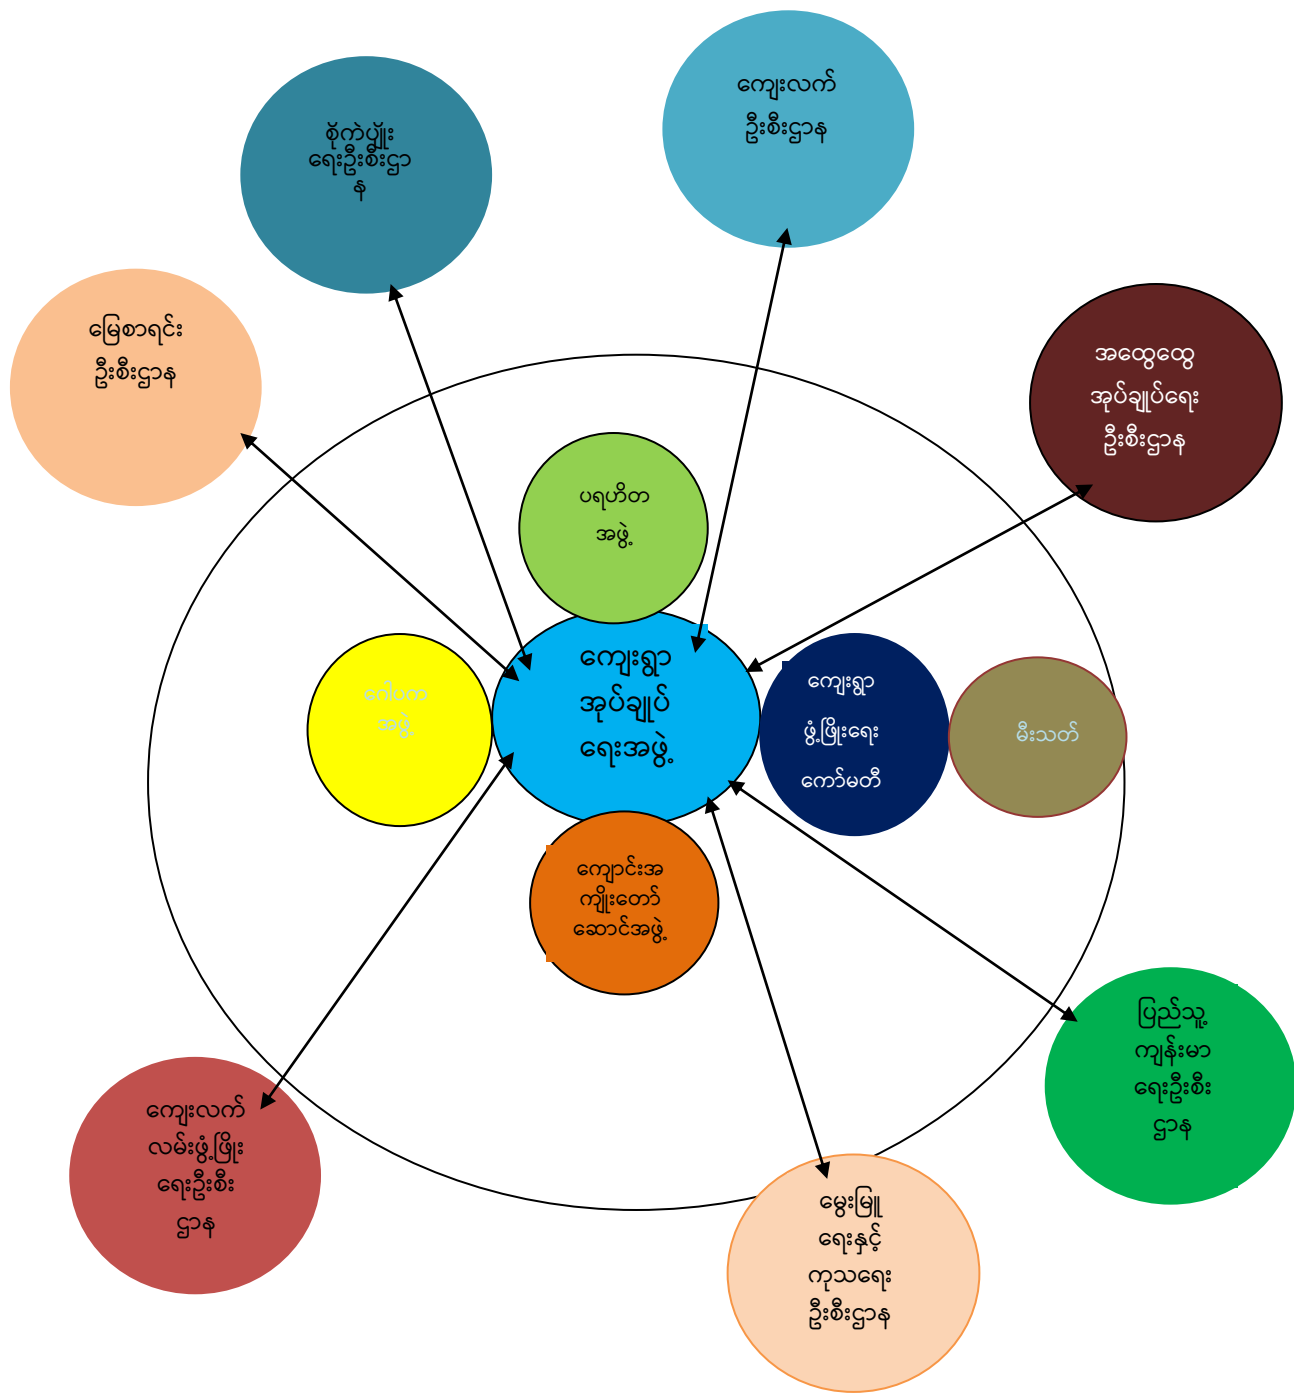 ကျေးလက်
ဦးစီးဌာန
စိုက်ပျိုး
ရေးဦးစီးဌာ
န
မြေစာရင်း
ဦးစီးဌာန
အထွေထွေ
အုပ်ချုပ်ရေး
ဦးစီးဌာန
ပရဟိတ
အဖွဲ့
ကျေးရွာ
အုပ်ချုပ်
ရေးအဖွဲ့
ဂေါပက
အဖွဲ့
ကျေးရွာ
ဖွံ့ဖြိုးရေး
ကော်မတီ
မီးသတ်
ကျောင်းအ
ကျိုးတော်
ဆောင်အဖွဲ့
ပြည်သူ့
ကျန်းမာ
ရေးဦးစီး
ဌာန
ကျေးလက်
လမ်းဖွံ့ဖြိုး
ရေးဦးစီး
ဌာန
မွေးမြူ
ရေးနှင့်
ကုသရေး
ဦးစီးဌာန